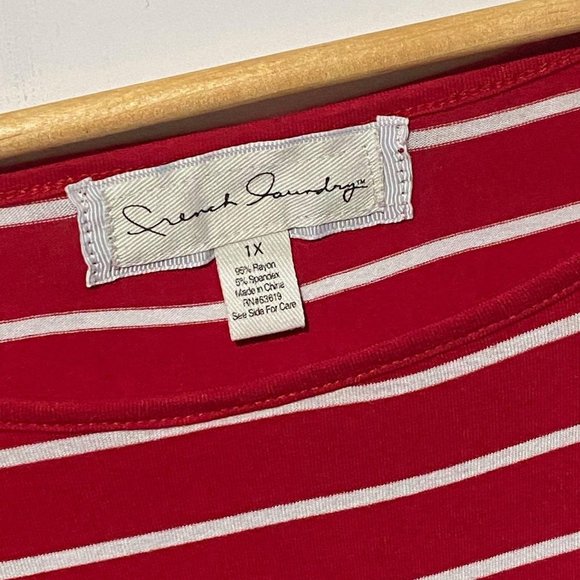 French Laundry™
1X
95% Rayon
5% Spandex
Made in China
RN#63619
See Side For Care